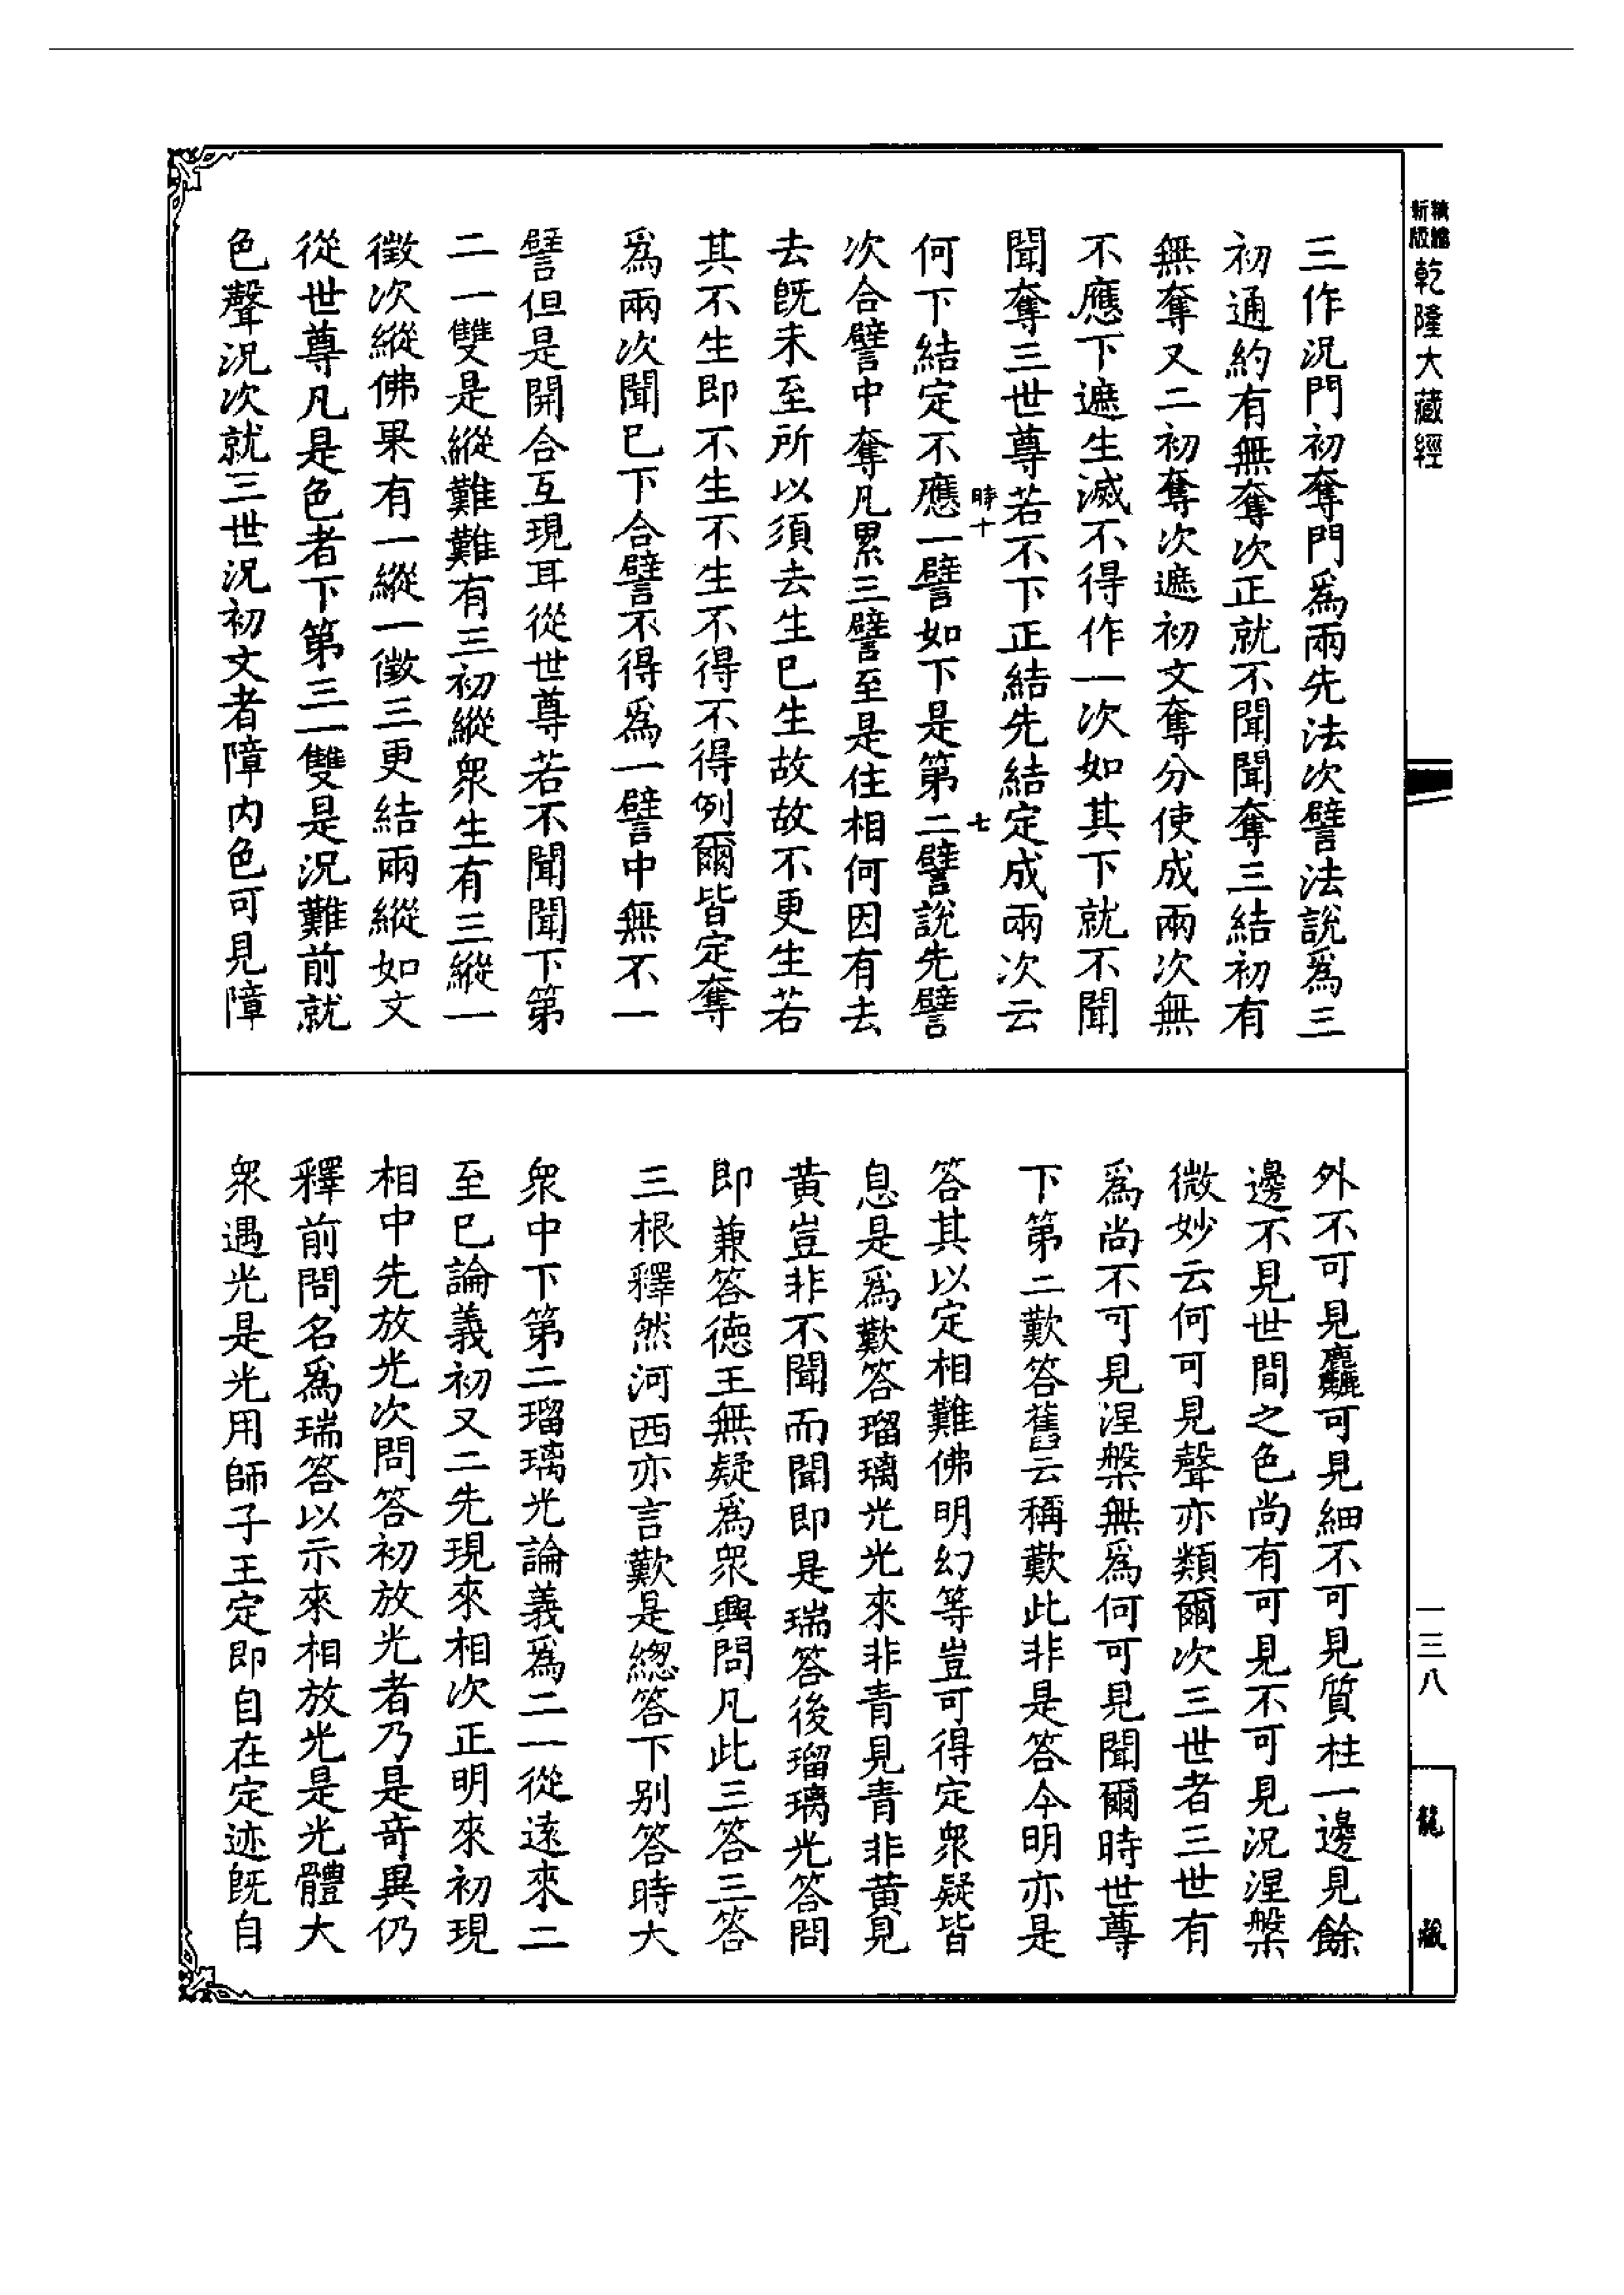 精縮新版乾隆大藏經
三作況門初奪門爲兩先法次譬法說爲三
初通約有無奪次正就不聞聞奪三結初有
無奪又二初奪次遮初文奪分使成兩次無
不應下遮生滅不得作一次如其下就不聞
聞奪三世尊若不下正結先結定成兩次云
時十 七
何下結定不應一譬如下是第二譬說先譬
次合譬中奪凡累三譬至是住相何因有去
去旣未至所以須去生巳生故故不更生若
其不生即不生不生不得不得例爾皆定奪
爲兩次聞巳下合譬不得爲一譬中無不一
譬但是開合互現耳從世尊若不聞聞下第
二一雙是縱難難有三初縱衆生有三縱一
徵次縱佛果有一縱一徵三更結兩縱如文
從世尊凡是色者下第三一雙是況難前就
色聲況次就三世況初文者障内色可見障
外不可見麤可見細不可見質柱一邊見餘
邊不見世間之色尚有可見不可見況涅槃
微妙云何可見聲亦類爾次三世者三世有
爲尚不可見涅槃無爲何可見聞爾時世尊
下第二歎答舊云稱歎此非是答今明亦是
答其以定相難佛明幻等豈可得定衆疑皆
息是爲歎答瑠璃光光來非青見青非黄見
黄豈非不聞而聞即是瑞答後瑠璃光答問
即兼答德王無疑爲衆興問凡此三答三答
三根釋然河西亦言歎是總答下别答時大
衆中下第二瑠璃光論義爲二一從遠來二
至巳論義初又二先現來相次正明來初現
相中先放光次問答初放光者乃是奇異仍
釋前問名爲瑞答以示來相放光是光體大
衆遇光是光用師子王定即自在定迹旣自
一三八
龍藏